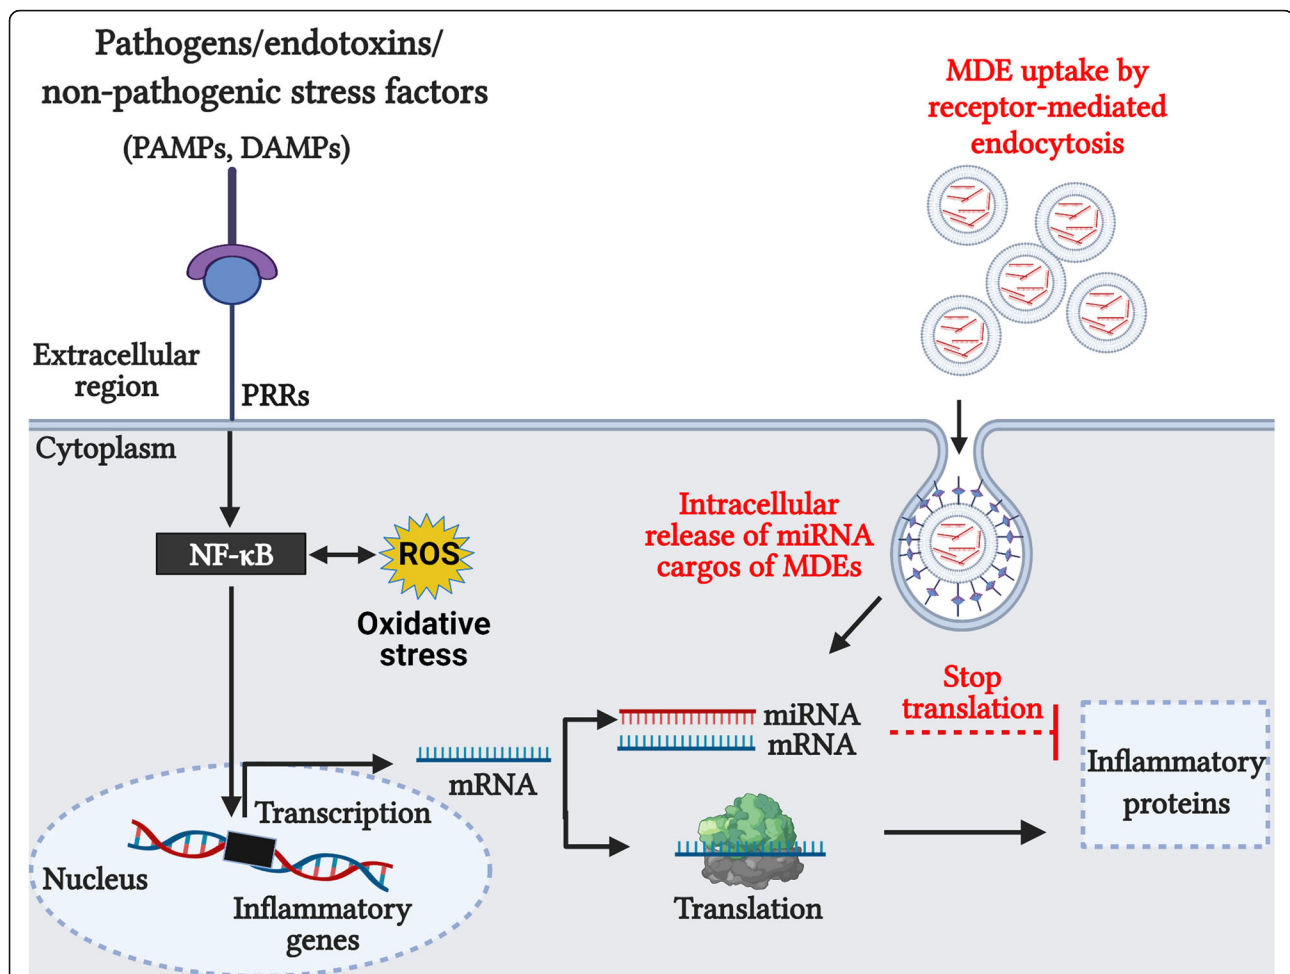 Pathogens/endotoxins/
non-pathogenic stress factors
(PAMPs, DAMPs)
MDE uptake by
receptor-mediated
endocytosis
Extracellular
region
PRRs
Cytoplasm
NF-κB
ROS
Oxidative
stress
Intracellular
release of miRNA
cargos of MDEs
miRNA
mRNA
Stop
translation
mRNA
Inflammatory
proteins
Transcription
Nucleus
Inflammatory
genes
Translation